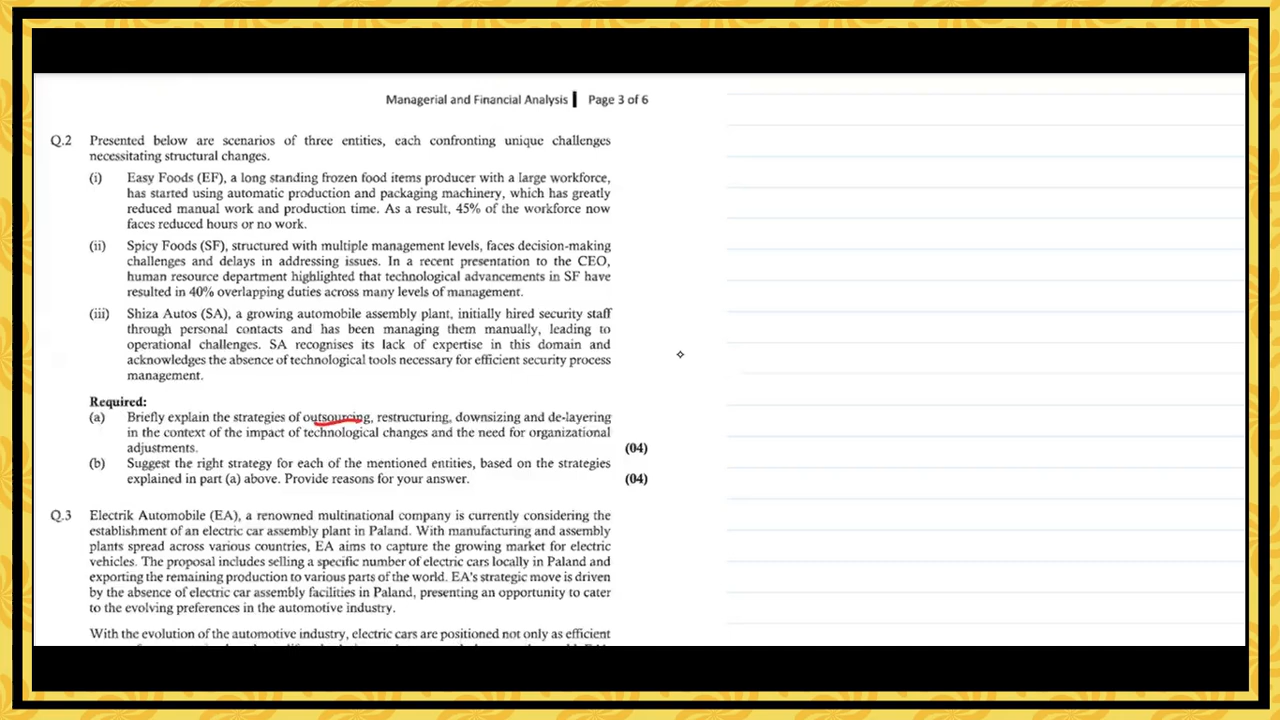 Managerial and Financial Analysis | Page 3 of 6
Q.2 Presented below are scenarios of three entities, each confronting unique challenges
necessitating structural changes.
(i) Easy Foods (EF), a long standing frozen food items producer with a large workforce,
has started using automatic production and packaging machinery, which has greatly
reduced manual work and production time. As a result, 45% of the workforce now
faces reduced hours or no work.
(ii) Spicy Foods (SF), structured with multiple management levels, faces decision-making
challenges and delays in addressing issues. In a recent presentation to the CEO,
human resource department highlighted that technological advancements in SF have
resulted in 40% overlapping duties across many levels of management.
(iii) Shiza Autos (SA), a growing automobile assembly plant, initially hired security staff
through personal contacts and has been managing them manually, leading to
operational challenges. SA recognises its lack of expertise in this domain and
acknowledges the absence of technological tools necessary for efficient security process
management.
Required:
(a) Briefly explain the strategies of outsourcing, restructuring, downsizing and de-layering
in the context of the impact of technological changes and the need for organizational
adjustments. (04)
(b) Suggest the right strategy for each of the mentioned entities, based on the strategies
explained in part (a) above. Provide reasons for your answer. (04)
Q.3 Electrik Automobile (EA), a renowned multinational company is currently considering the
establishment of an electric car assembly plant in Paland. With manufacturing and assembly
plants spread across various countries, EA aims to capture the growing market for electric
vehicles. The proposal includes selling a specific number of electric cars locally in Paland and
exporting the remaining production to various parts of the world. EA's strategic move is driven
by the absence of electric car assembly facilities in Paland, presenting an opportunity to cater
to the evolving preferences in the automotive industry.
With the evolution of the automotive industry, electric cars are positioned not only as efficient